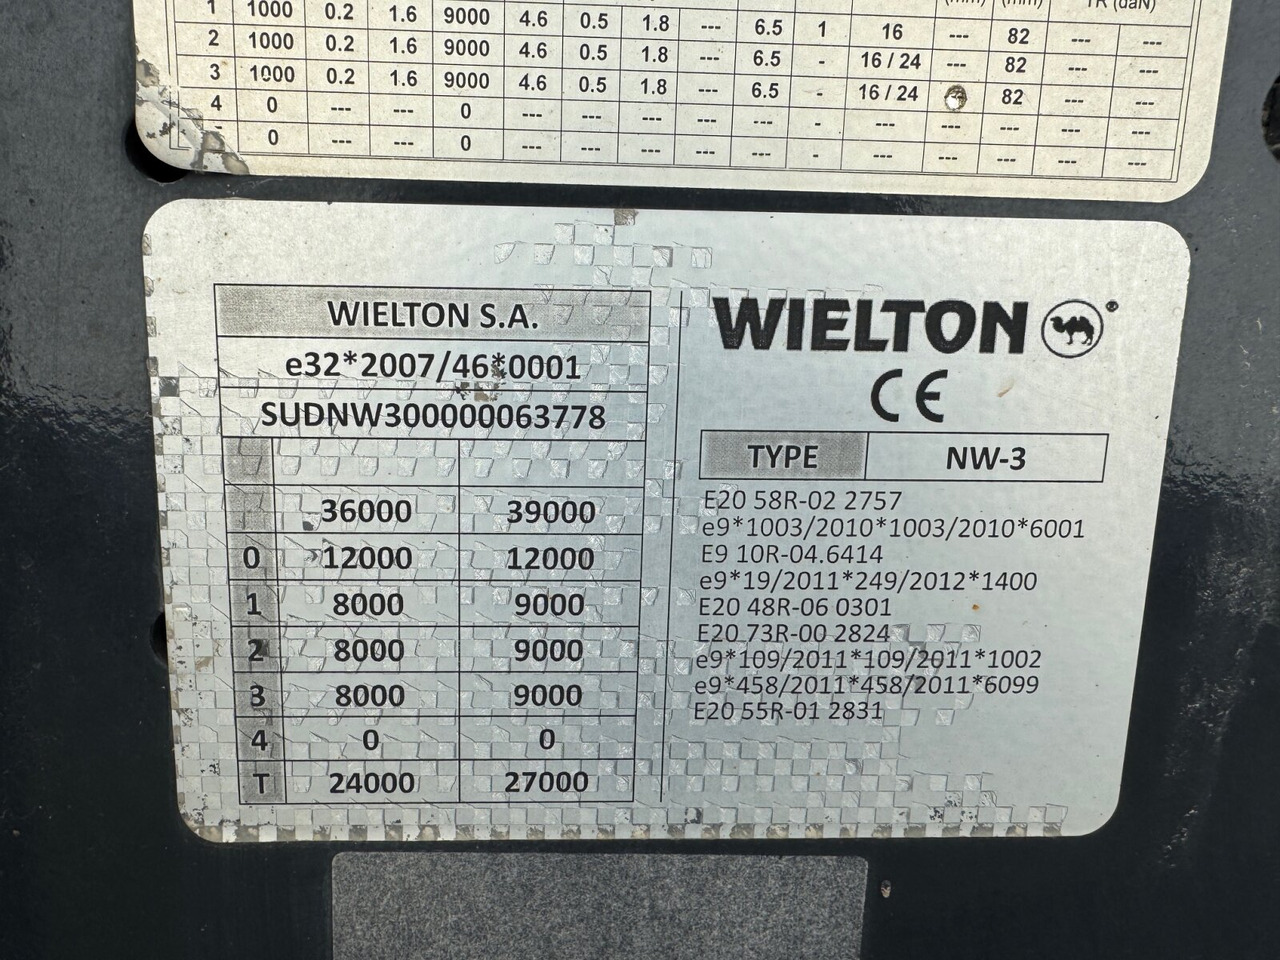 (mm) (mm) TR (daN)
1 1000 0.2 1.6 9000 4.6 0.5 1.8 --- 6.5 1 16 --- 82 --- ---
2 1000 0.2 1.6 9000 4.6 0.5 1.8 --- 6.5 - 16 / 24 --- 82 --- ---
3 1000 0.2 1.6 9000 4.6 0.5 1.8 --- 6.5 - 16 / 24 82 --- ---
4 0 --- --- 0 --- --- --- --- --- - --- --- --- --- ---
0 --- --- 0 --- --- --- --- --- - --- --- --- --- ---
WIELTON S.A.
e32*2007/46*0001
SUDNW300000063778
36000 39000
0 12000 12000
1 8000 9000
2 8000 9000
3 8000 9000
4 0 0
T 24000 27000
WIELTON ®
CE
TYPE NW-3
E20 58R-02 2757
e9*1003/2010*1003/2010*6001
E9 10R-04.6414
e9*19/2011*249/2012*1400
E20 48R-06 0301
E20 73R-00 2824
e9*109/2011*109/2011*1002
e9*458/2011*458/2011*6099
E20 55R-01 2831